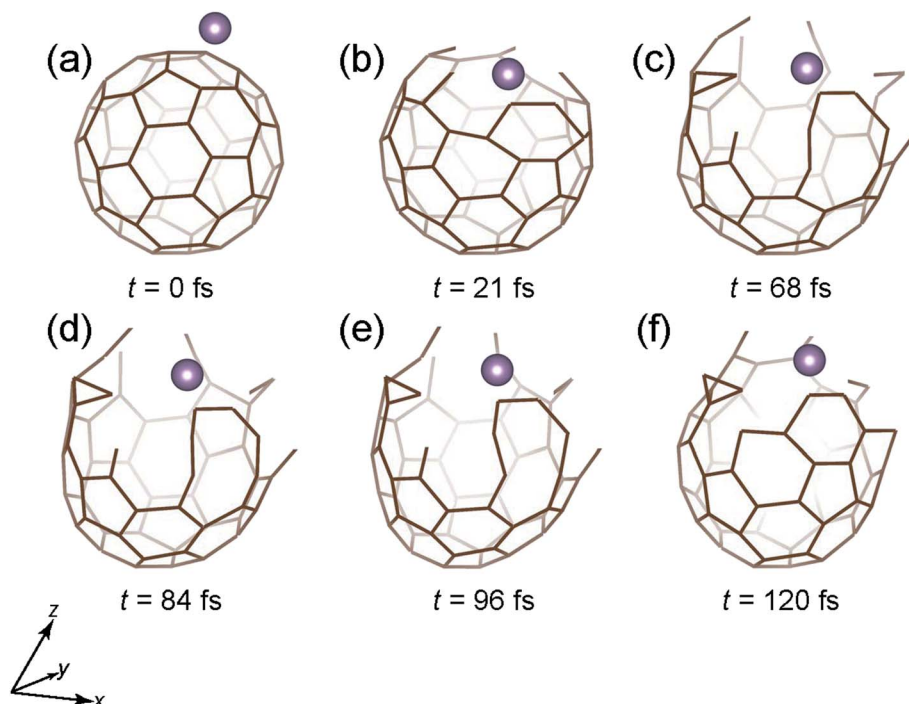 (a)
(b)
(c)
t = 0 fs
t = 21 fs
t = 68 fs
(d)
(e)
(f)
t = 84 fs
t = 96 fs
t = 120 fs
z
y
x